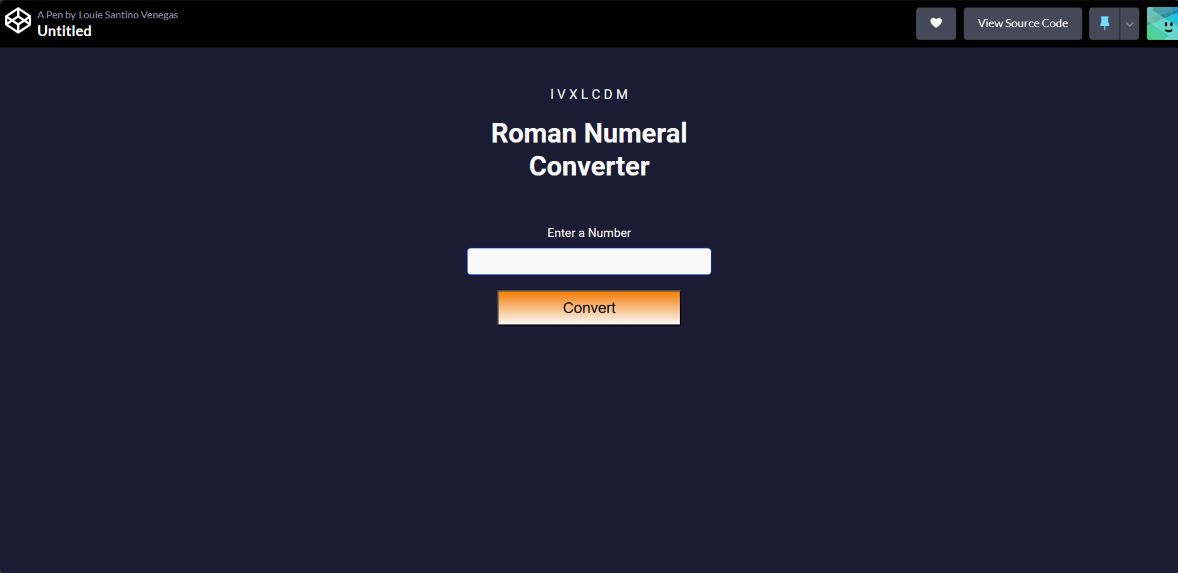 A Pen by Louie Santino Venegas
Untitled
View Source Code
I V X L C D M
Roman Numeral
Converter
Enter a Number
Convert